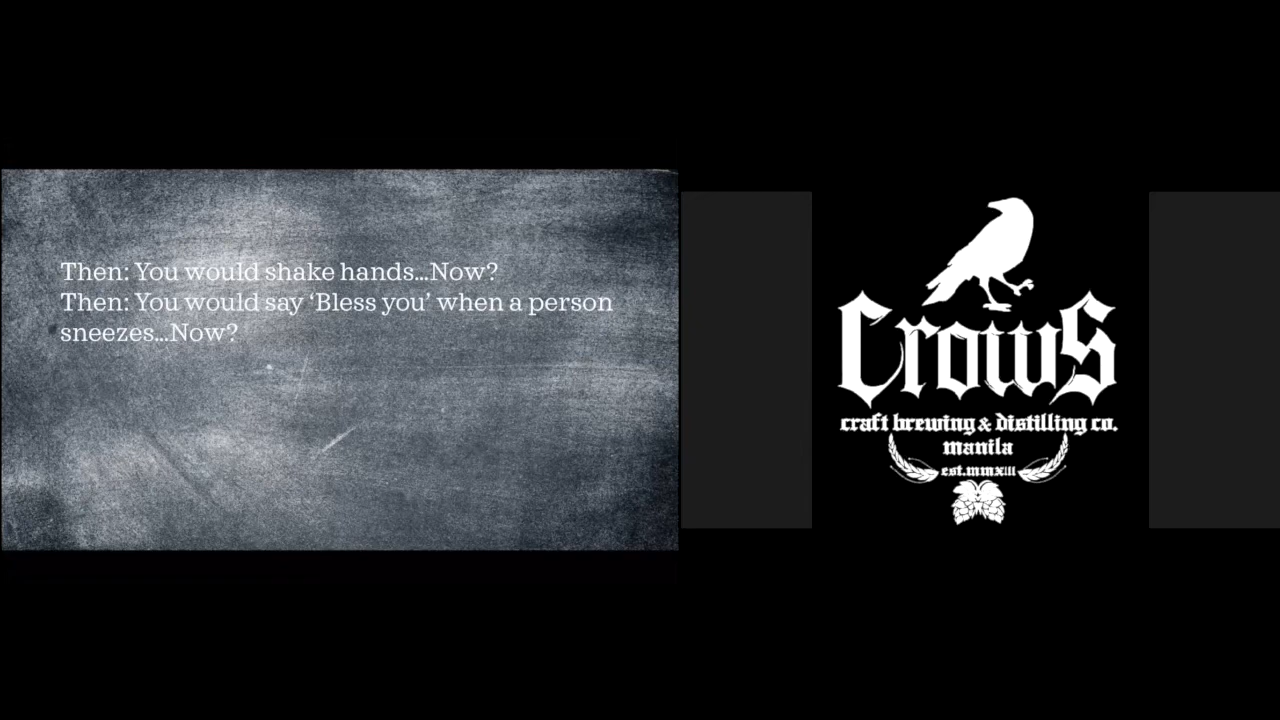 Then: You would shake hands...Now?
Then: You would say ‘Bless you’ when a person
sneezes...Now?
Crows
craft brewing & distilling co.
manila
est.mmxiii